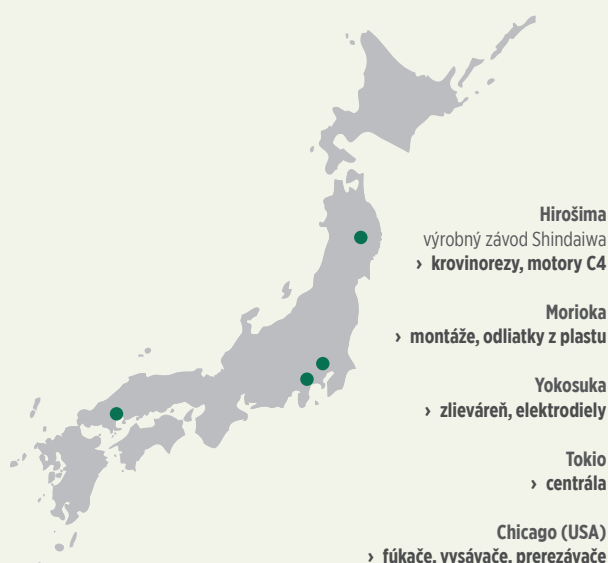 Hirošima
výrobný závod Shindaiwa
› krovinorezy, motory C4
Morioka
› montáže, odliatky z plastu
Yokosuka
› zlieváreň, elektrodiely
Tokio
› centrála
Chicago (USA)
› fúkače, vysávače, prerezávače